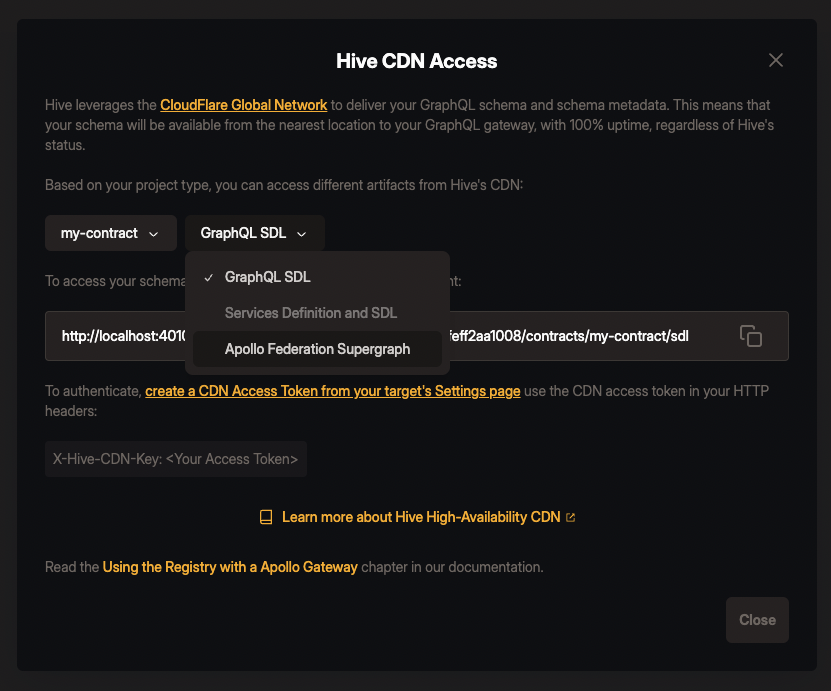 Hive CDN Access
Hive leverages the CloudFlare Global Network to deliver your GraphQL schema and schema metadata. This means that
your schema will be available from the nearest location to your GraphQL gateway, with 100% uptime, regardless of Hive's
status.
Based on your project type, you can access different artifacts from Hive's CDN:
my-contract GraphQL SDL
GraphQL SDL
To access your schema
Services Definition and SDL
Apollo Federation Supergraph
http://localhost:4010 feff2aa1008/contracts/my-contract/sdl
To authenticate, create a CDN Access Token from your target's Settings page use the CDN access token in your HTTP
headers:
X-Hive-CDN-Key: <Your Access Token>
Learn more about Hive High-Availability CDN
Read the Using the Registry with a Apollo Gateway chapter in our documentation.
Close